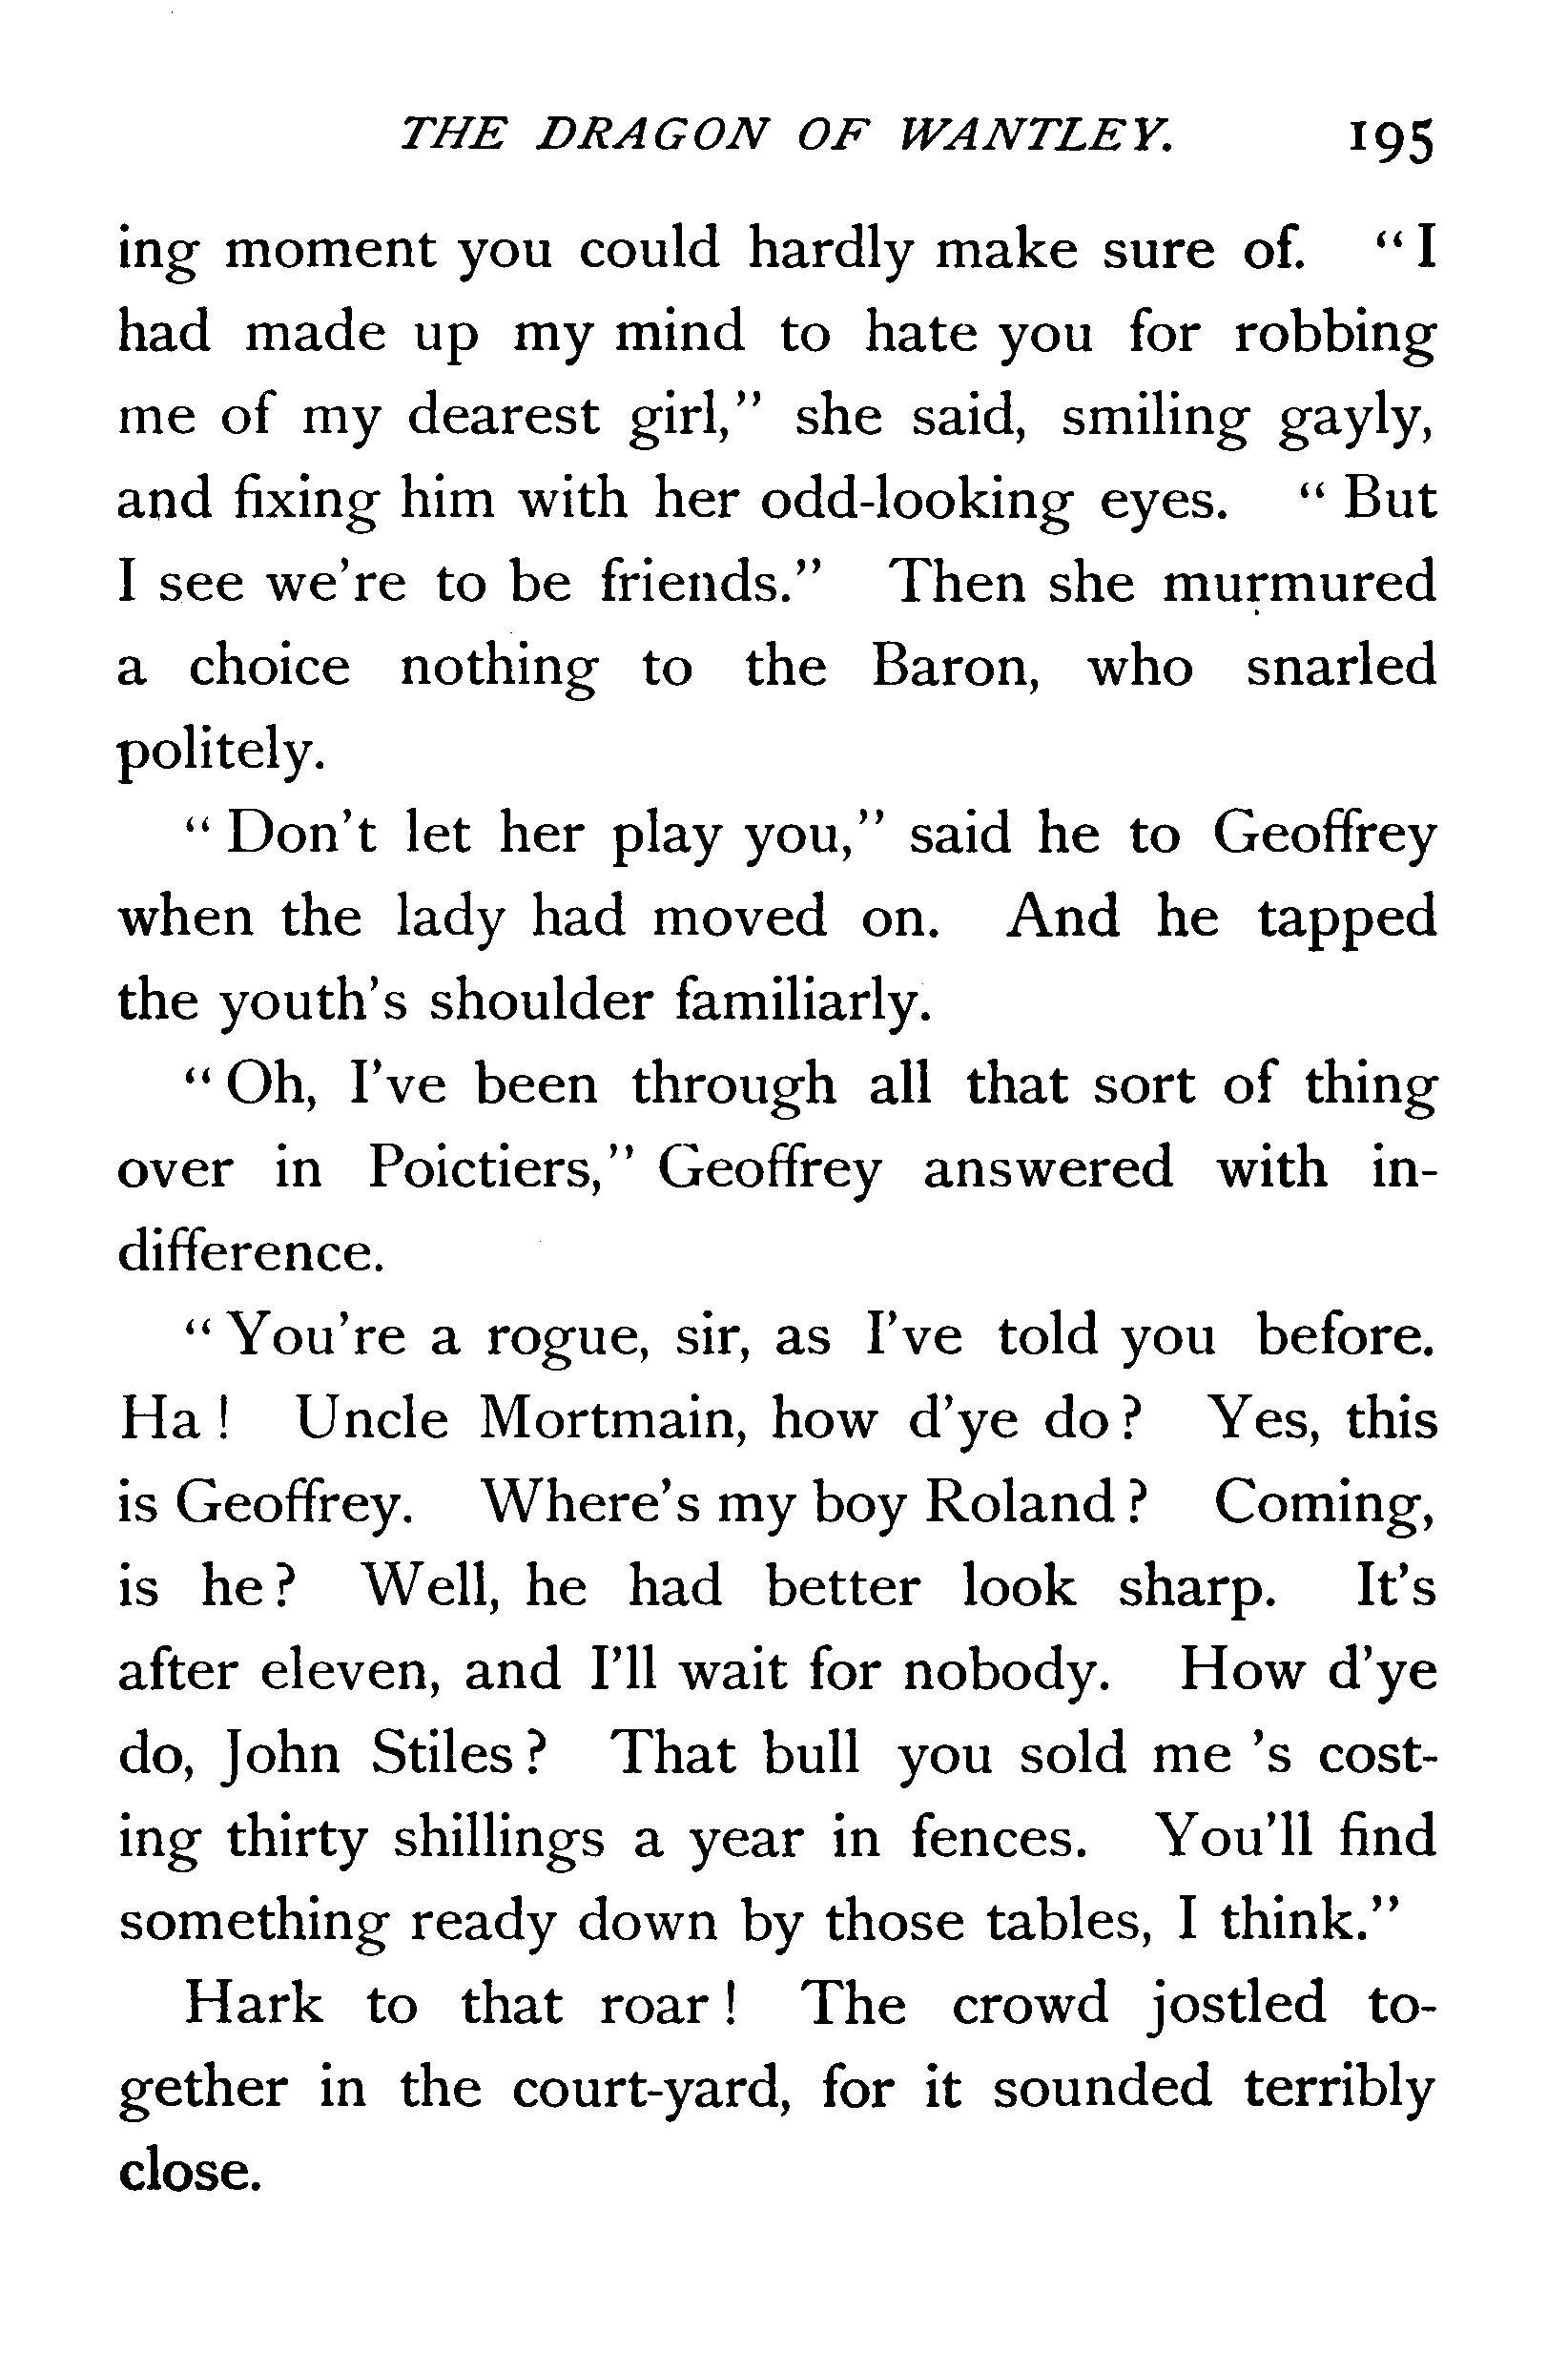 THE DRAGON OF WANTLEY. 195
ing moment you could hardly make sure of. “I
had made up my mind to hate you for robbing
me of my dearest girl,” she said, smiling gayly,
and fixing him with her odd-looking eyes. “But
I see we’re to be friends.” Then she murmured
a choice nothing to the Baron, who snarled
politely.
“Don’t let her play you,” said he to Geoffrey
when the lady had moved on. And he tapped
the youth’s shoulder familiarly.
“Oh, I’ve been through all that sort of thing
over in Poictiers,” Geoffrey answered with in-
difference.
“You’re a rogue, sir, as I’ve told you before.
Ha! Uncle Mortmain, how d’ye do? Yes, this
is Geoffrey. Where’s my boy Roland? Coming,
is he? Well, he had better look sharp. It’s
after eleven, and I’ll wait for nobody. How d’ye
do, John Stiles? That bull you sold me ’s cost-
ing thirty shillings a year in fences. You’ll find
something ready down by those tables, I think.”
Hark to that roar! The crowd jostled to-
gether in the court-yard, for it sounded terribly
close.